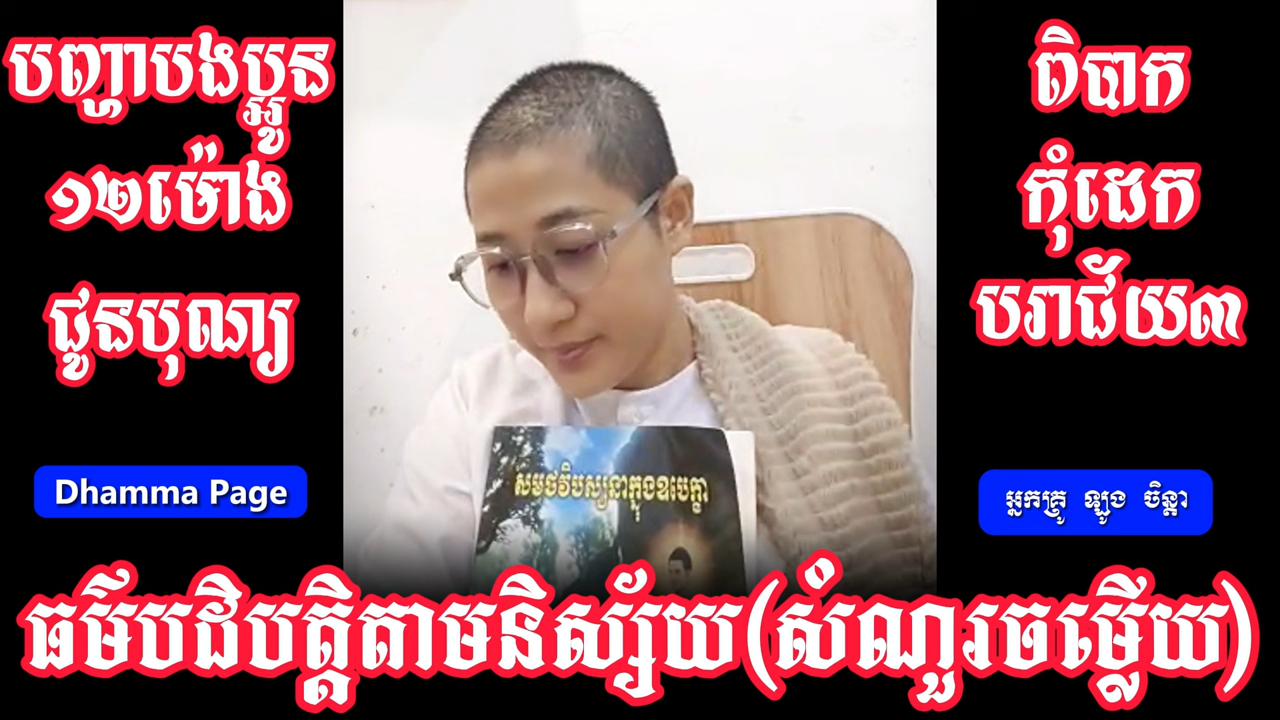 បញ្ហាបងប្អូន
១២ម៉ោង
ជូនបុណ្យ
Dhamma Page
ពិបាក
កុំដេក
បរាជ័យ៣
អ្នកគ្រូ ឡុង ចិន្តា
សមថវិបស្សនាក្នុងឧបេក្ខា
ធម៌បដិបត្តិតាមនិស្ស័យ(សំណួរចម្លើយ)